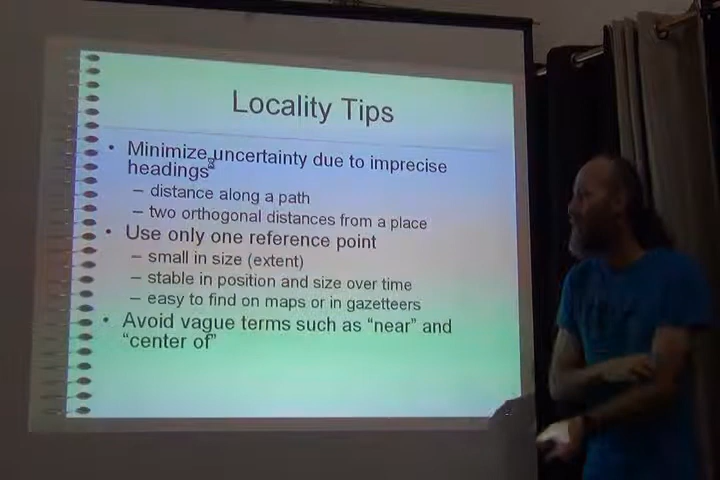 Locality Tips
• Minimize uncertainty due to imprecise
headings
– distance along a path
– two orthogonal distances from a place
• Use only one reference point
– small in size (extent)
– stable in position and size over time
– easy to find on maps or in gazetteers
• Avoid vague terms such as “near” and
“center of”